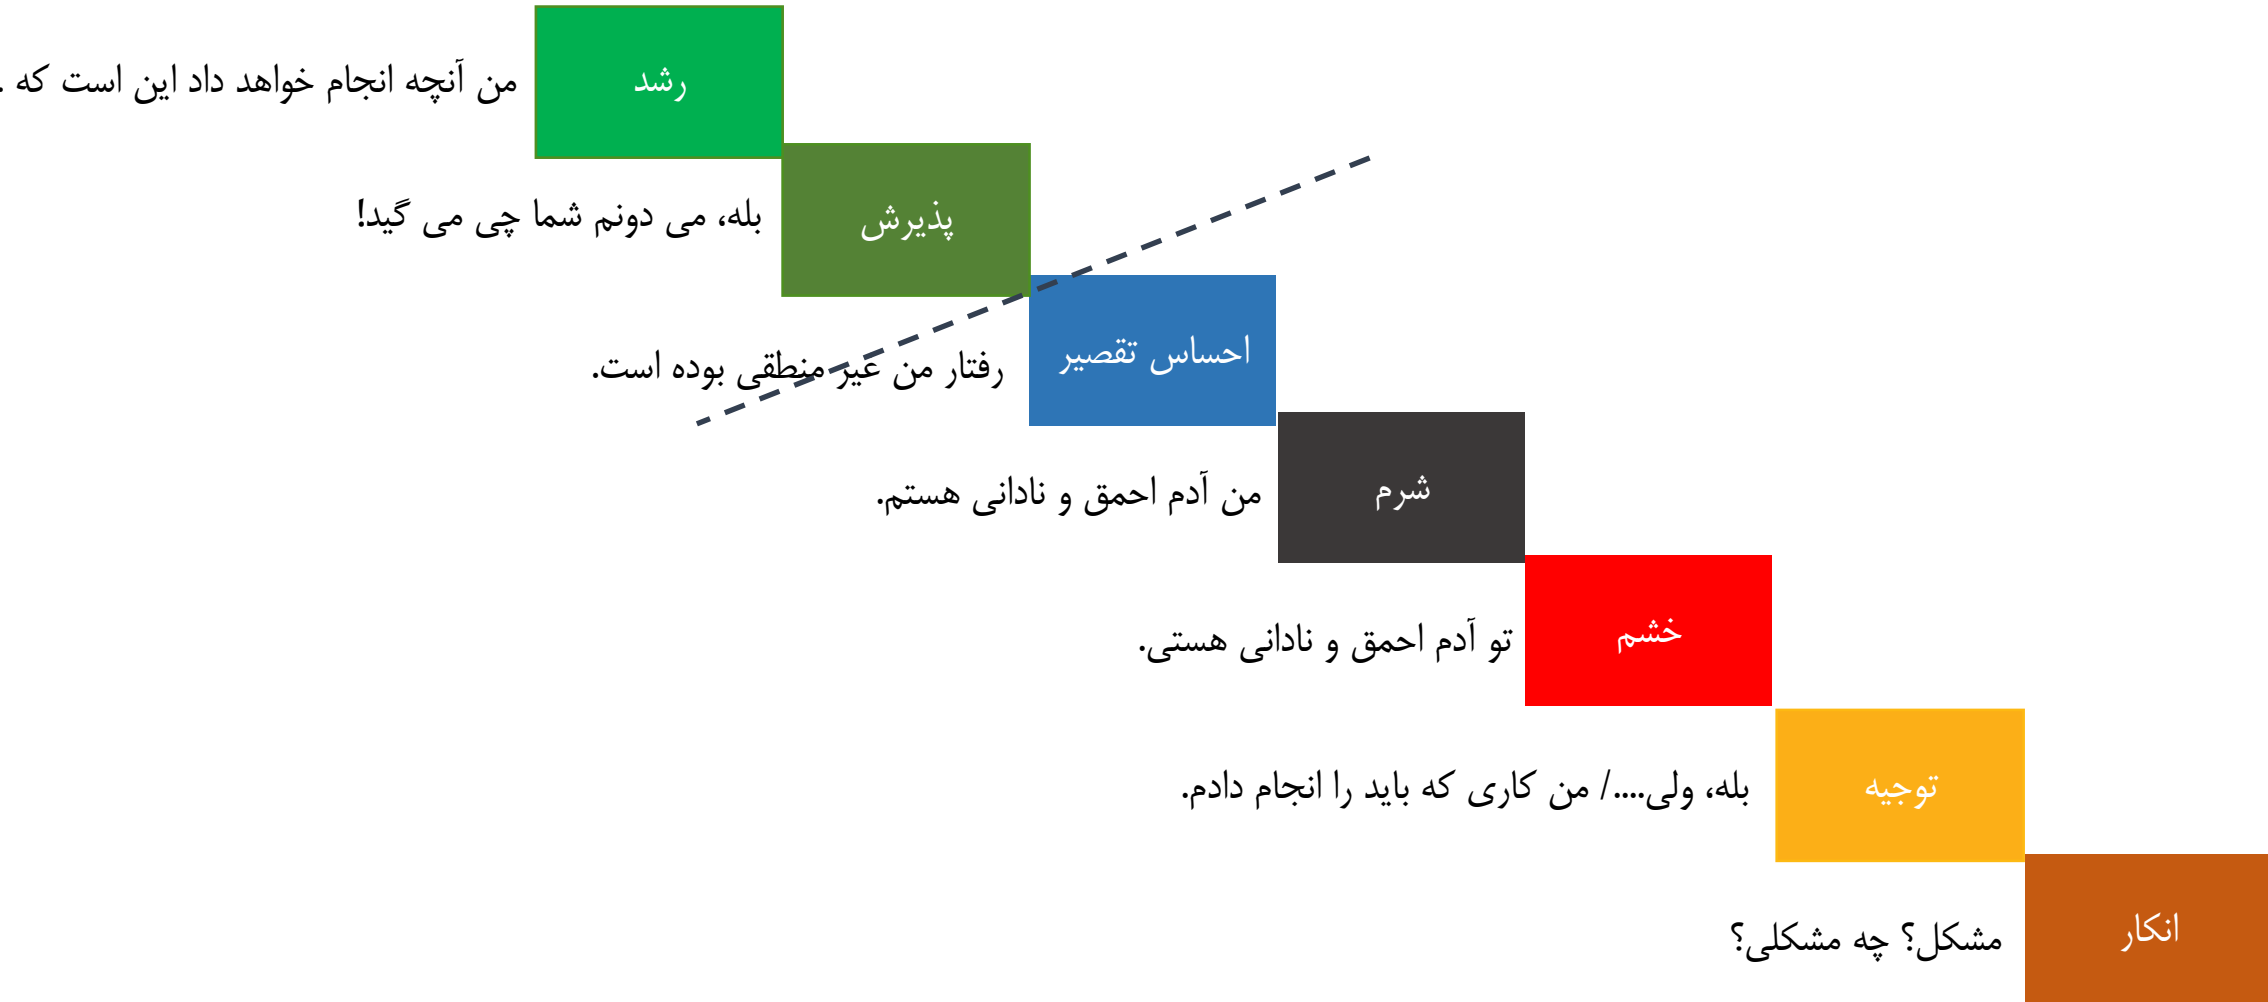 رشد
من آنچه انجام خواهد داد این است که .
پذیرش
بله، می دونم شما چی می گید!
احساس تقصیر
رفتار من غیر منطقی بوده است.
شرم
من آدم احمق و نادانی هستم.
خشم
تو آدم احمق و نادانی هستی.
توجیه
بله، ولی..../ من کاری که باید را انجام دادم.
انکار
مشکل؟ چه مشکلی؟